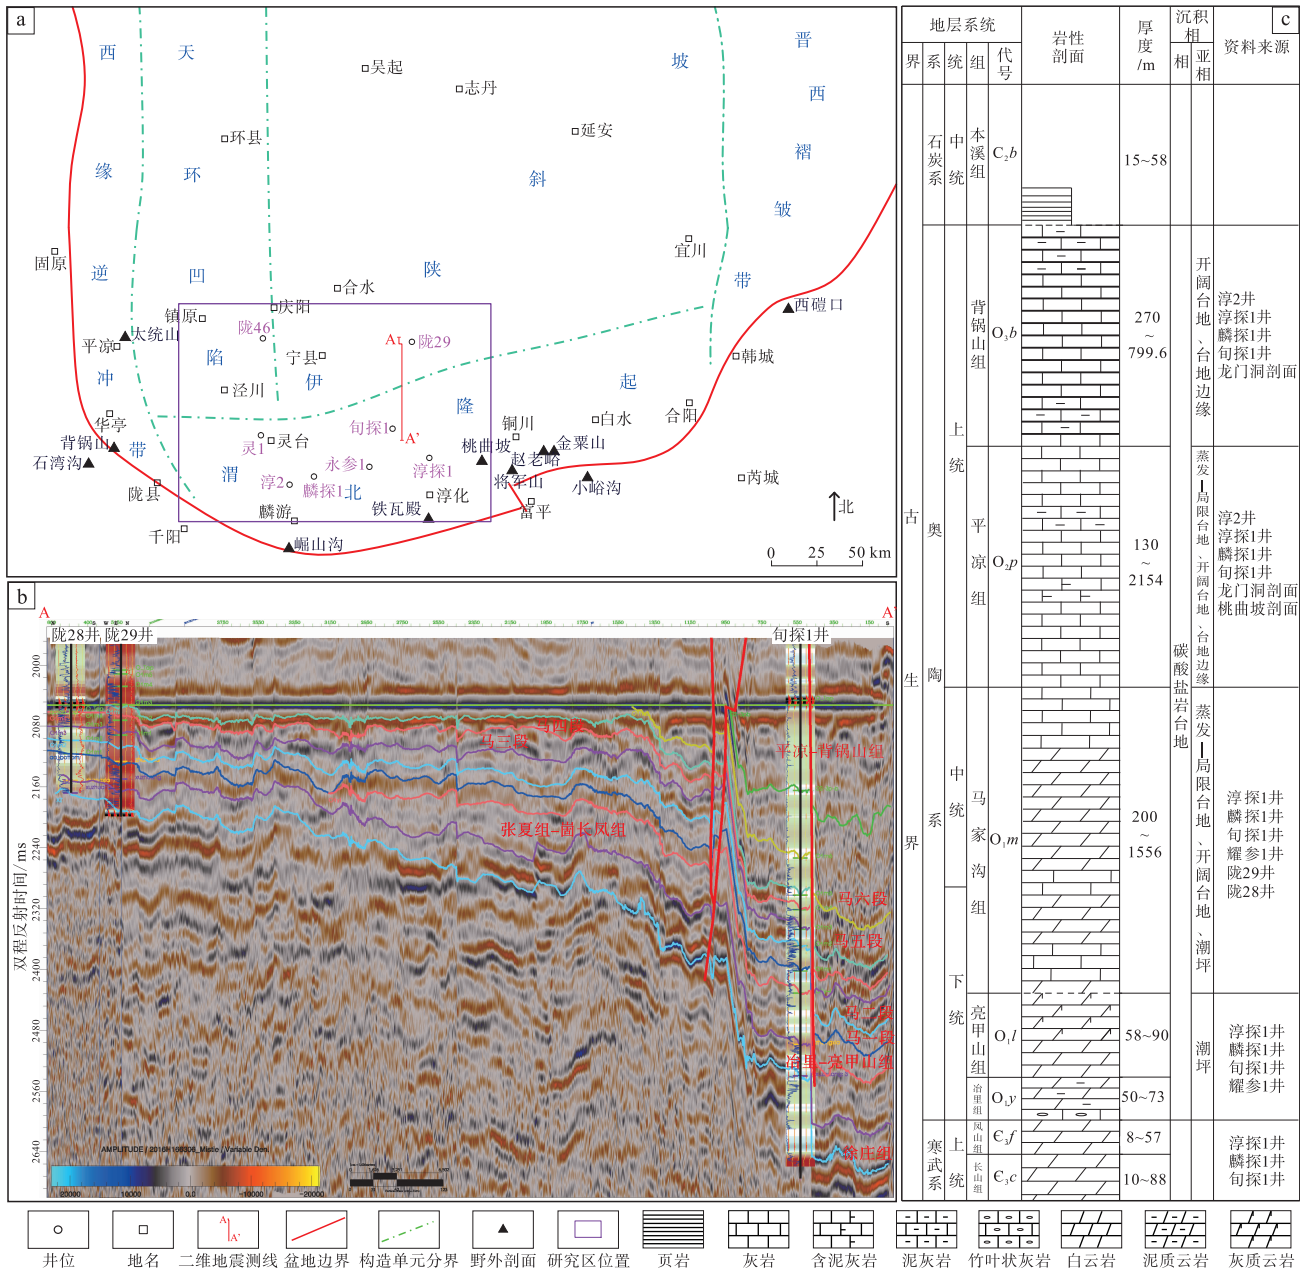 a
西
缘
逆
冲
带
天
环
凹
陷
伊
陕
斜
坡
晋
西
褶
皱
带
渭
北
隆
起
吴起
志丹
延安
环县
固原
宜川
合水
庆阳
镇原
太统山
平凉
陇46
宁县
A
陇29
西磑口
韩城
泾川
华亭
背锅山
石湾沟
陇县
灵1
灵台
旬探1
A'
桃曲坡
铜川
白水
合阳
金粟山
赵老峪
将军山
小峪沟
芮城
永参1
淳探1
淳2
麟探1
淳化
铁瓦殿
富平
麟游
千阳
崛山沟
北
0 25 50 km
b
A
A'
陇28井 陇29井
旬探1井
双程反射时间/ms
2000
2080
2160
2240
2320
2400
2480
2560
2640
马四段
马三段
平凉–背锅山组
张夏组–崮长凤组
马六段
马五段
马二段
马一段
冶里–亮甲山组
徐庄组
20000 10000 0.0 -10000 -20000
c
地层系统
岩性剖面
厚度/m
沉积相
资料来源
界 系 统 组 代号
相 亚相
古生界
石炭系 中统 本溪组 C₂b 15~58
奥陶系
上统
背锅山组 O₃b 270~799.6
开阔台地、台地边缘
淳2井
淳探1井
麟探1井
旬探1井
龙门洞剖面
平凉组 O₂p 130~2154
蒸发—局限台地、开阔台地、台地边缘
淳2井
淳探1井
麟探1井
旬探1井
龙门洞剖面
桃曲坡剖面
碳酸盐岩台地
中统
马家沟组 O₁m 200~1556
蒸发—局限台地、开阔台地、潮坪
淳探1井
麟探1井
旬探1井
耀参1井
陇29井
陇28井
下统
亮甲山组 O₁l 58~90
潮坪
淳探1井
麟探1井
旬探1井
耀参1井
冶里组 O₁y 50~73
寒武系 上统
凤山组 Є₃f 8~57
长山组 Є₃c 10~88
淳探1井
麟探1井
旬探1井
井位 地名 二维地震测线 盆地边界 构造单元分界 野外剖面 研究区位置 页岩 灰岩 含泥灰岩 泥灰岩 竹叶状灰岩 白云岩 泥质云岩 灰质云岩